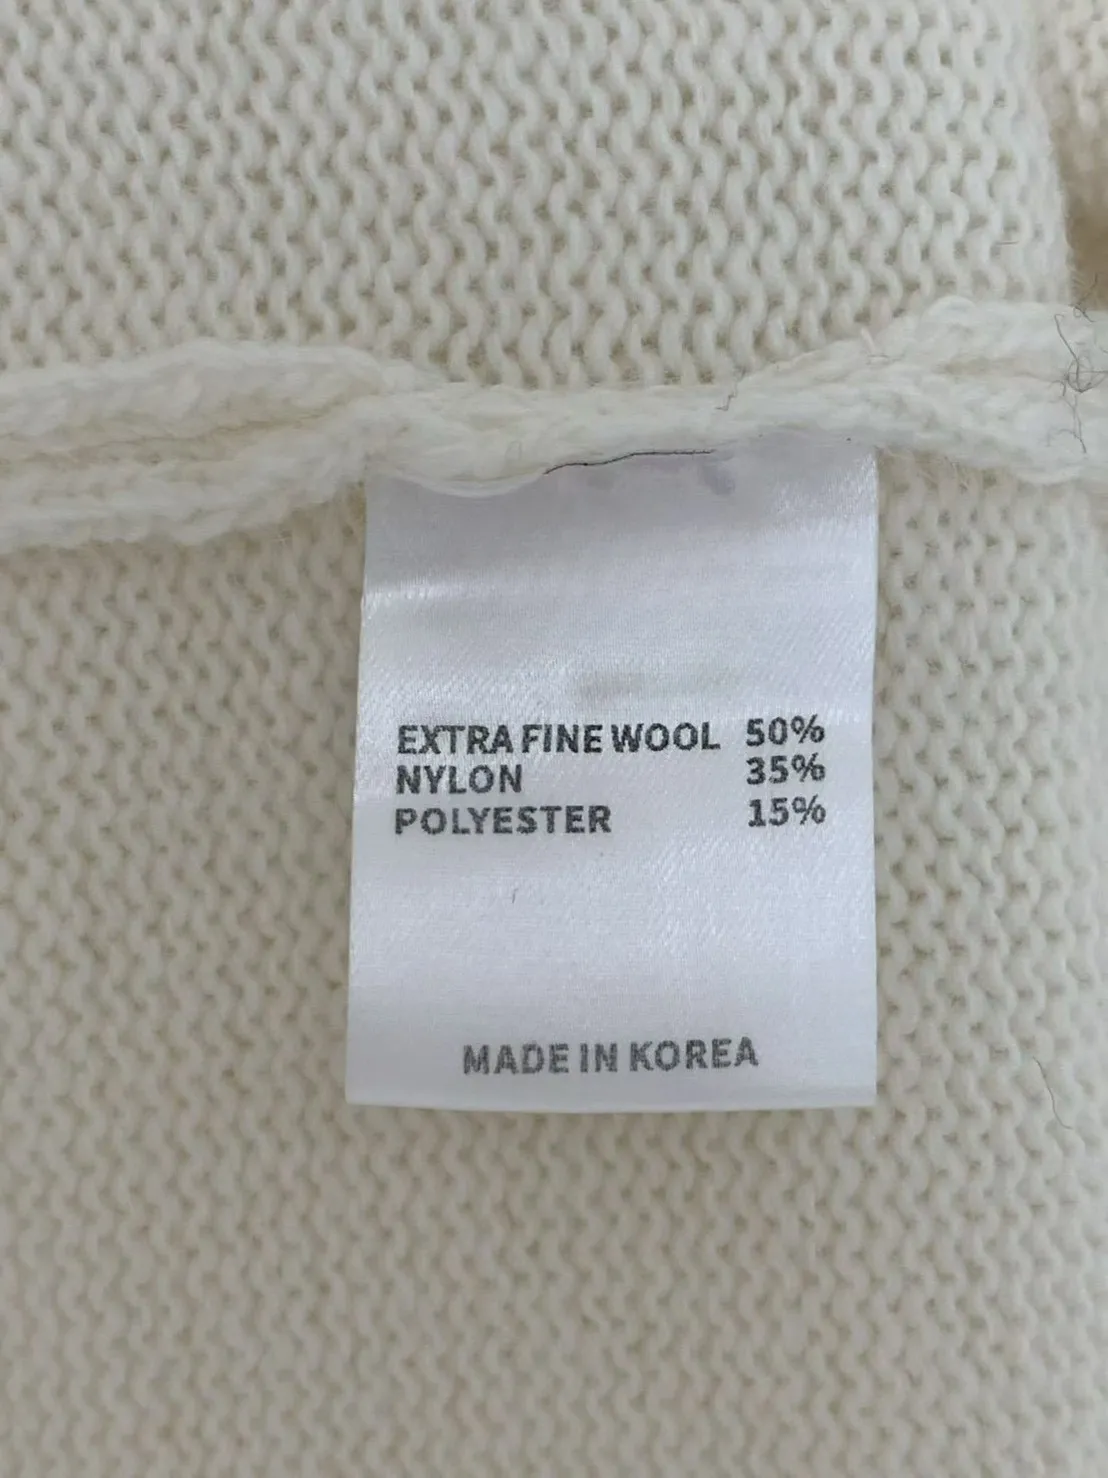 EXTRA FINE WOOL 50%
NYLON 35%
POLYESTER 15%
MADE IN KOREA